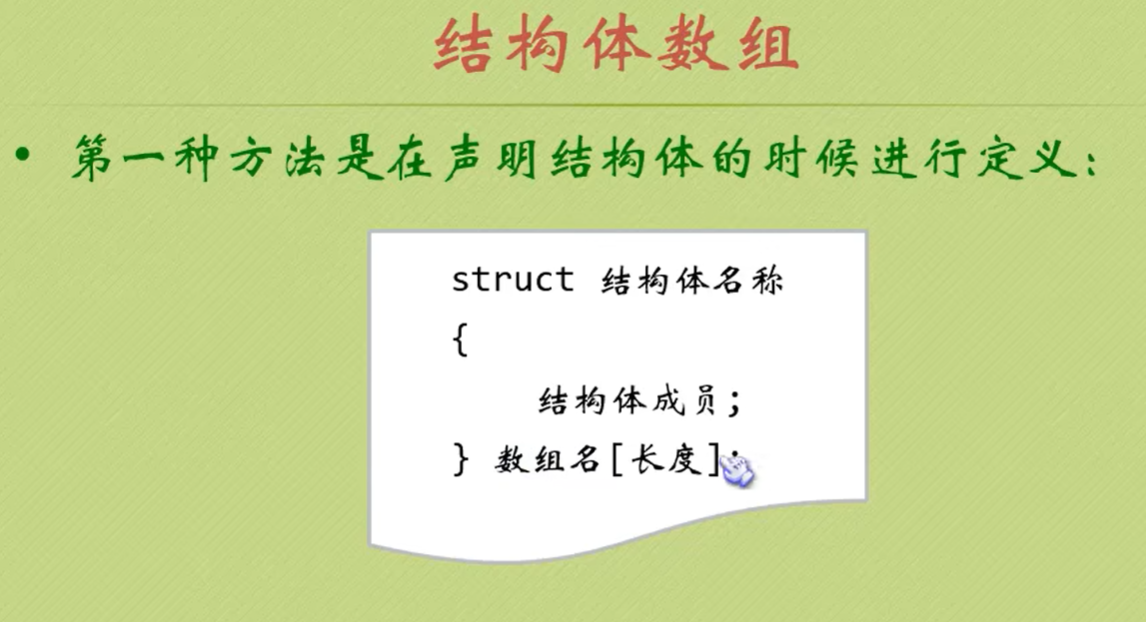 结构体数组
• 第一种方法是在声明结构体的时候进行定义：
struct 结构体名称
{
结构体成员;
} 数组名[长度];